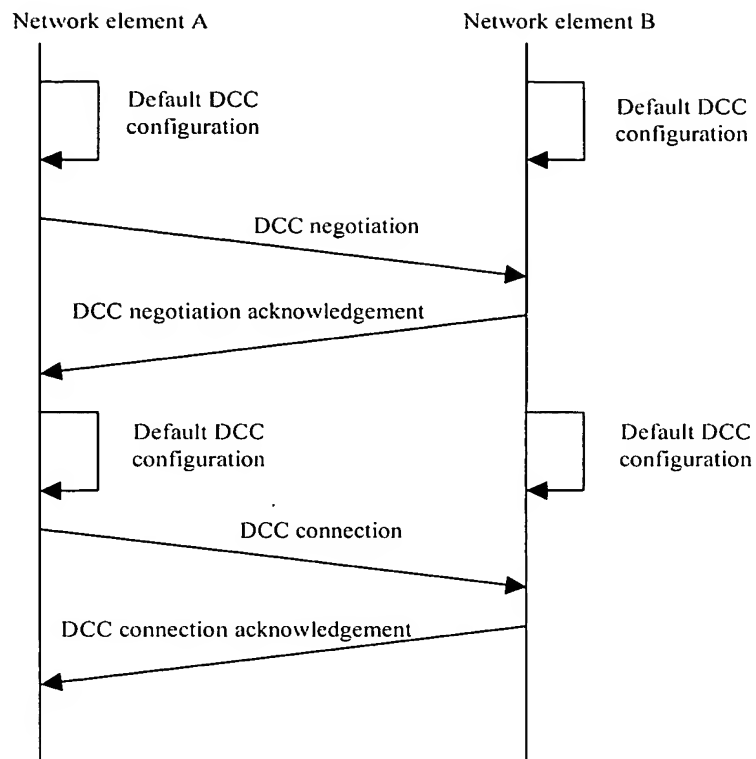 Network element A
Network element B
Default DCC
configuration
Default DCC
configuration
DCC negotiation
DCC negotiation acknowledgement
Default DCC
configuration
Default DCC
configuration
DCC connection
DCC connection acknowledgement